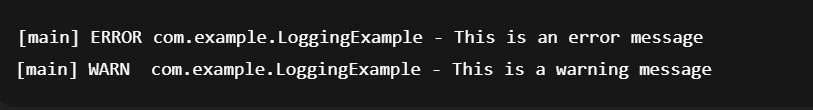 [main] ERROR com.example.LoggingExample - This is an error message
[main] WARN  com.example.LoggingExample - This is a warning message